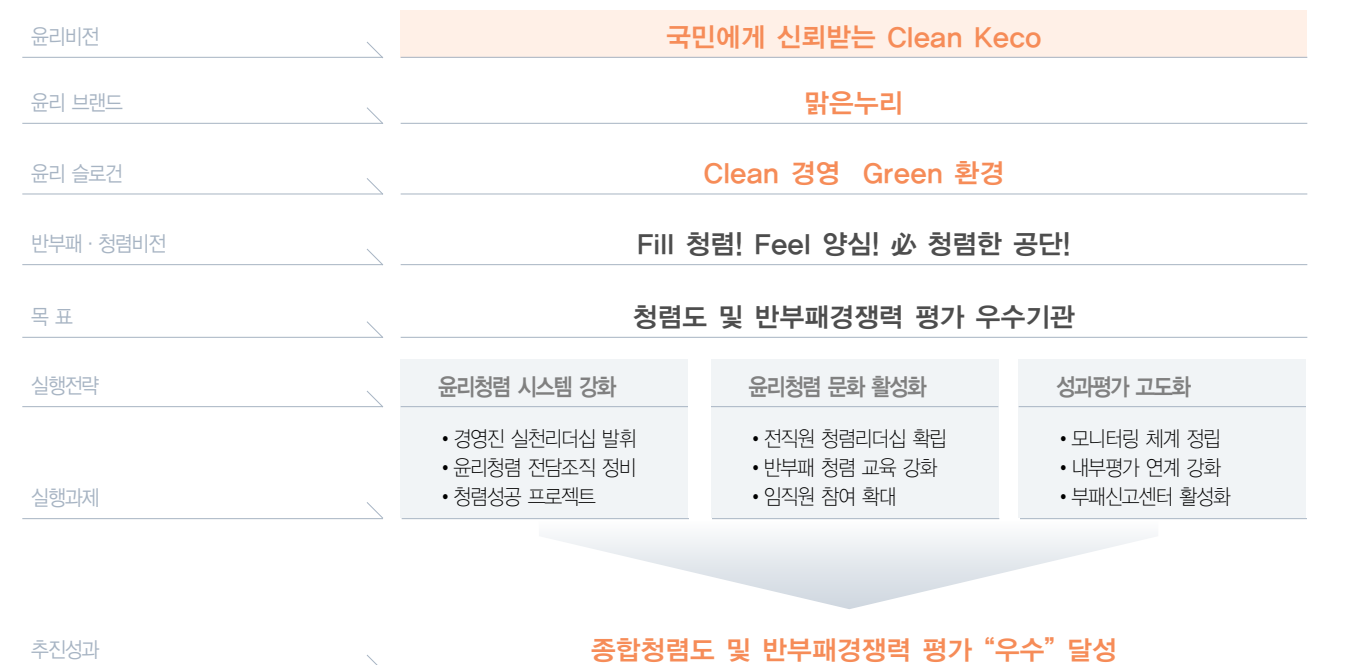 윤리비전
국민에게 신뢰받는 Clean Keco
윤리 브랜드
맑은누리
윤리 슬로건
Clean 경영 Green 환경
반부패 · 청렴비전
Fill 청렴! Feel 양심! 必 청렴한 공단!
목 표
청렴도 및 반부패경쟁력 평가 우수기관
실행전략
윤리청렴 시스템 강화
윤리청렴 문화 활성화
성과평가 고도화
실행과제
• 경영진 실천리더십 발휘
• 윤리청렴 전담조직 정비
• 청렴성공 프로젝트
• 전직원 청렴리더십 확립
• 반부패 청렴 교육 강화
• 임직원 참여 확대
• 모니터링 체계 정립
• 내부평가 연계 강화
• 부패신고센터 활성화
추진성과
종합청렴도 및 반부패경쟁력 평가 “우수” 달성